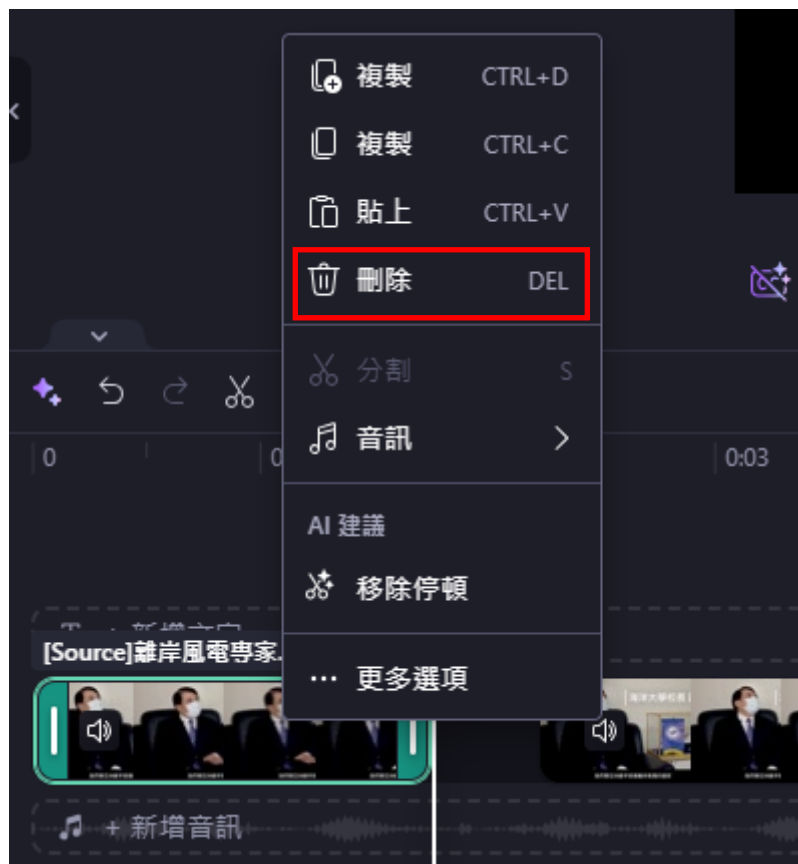 複製 CTRL+D
複製 CTRL+C
貼上 CTRL+V
刪除 DEL
分割 S
音訊
0 0:03
AI 建議
移除停頓
[Source]離岸風電專家.
更多選項
+ 新增音訊